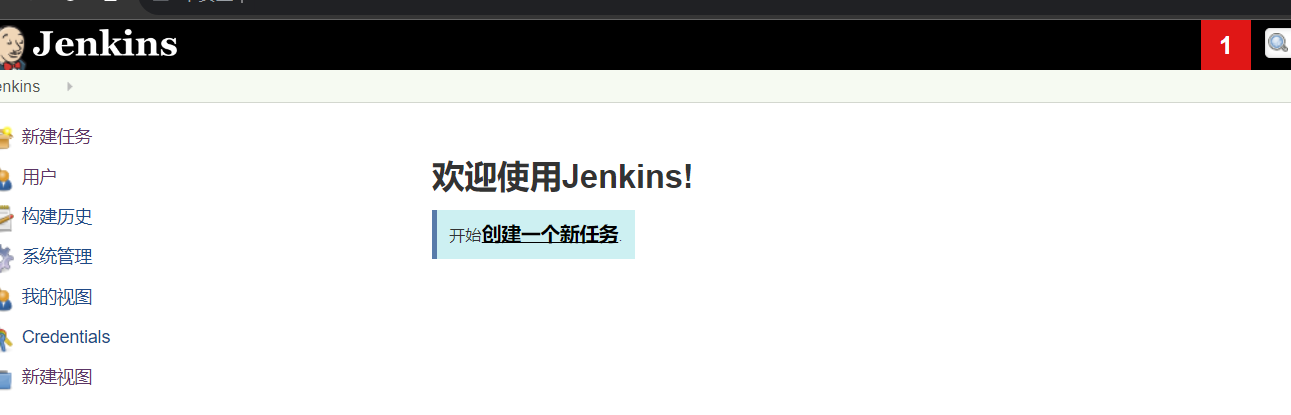 Jenkins
1
enkins
新建任务
用户
构建历史
系统管理
我的视图
Credentials
新建视图
欢迎使用Jenkins!
开始创建一个新任务.